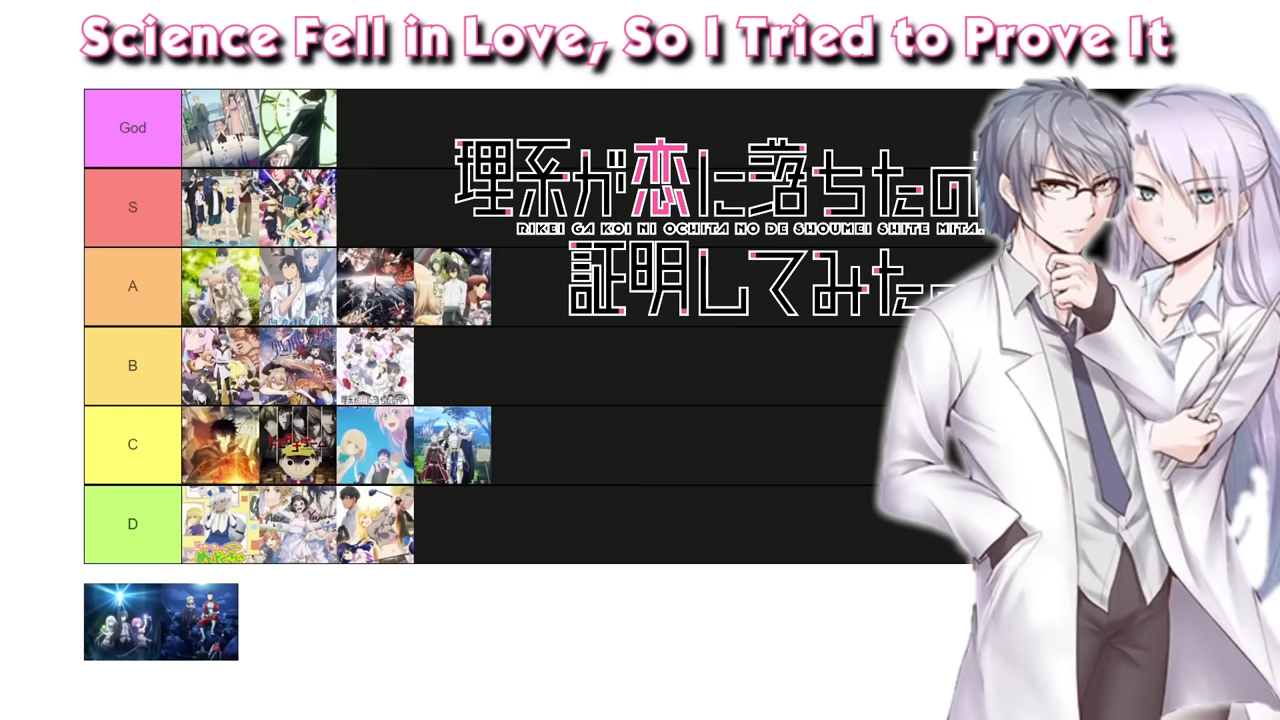 Science Fell in Love, So I Tried to Prove It
God
理系が恋に落ちたの
RIKEI GA KOI NI OCHITA NO DE SHOUMEI SHITE MITA.
S
証明してみた
A
B
C
D